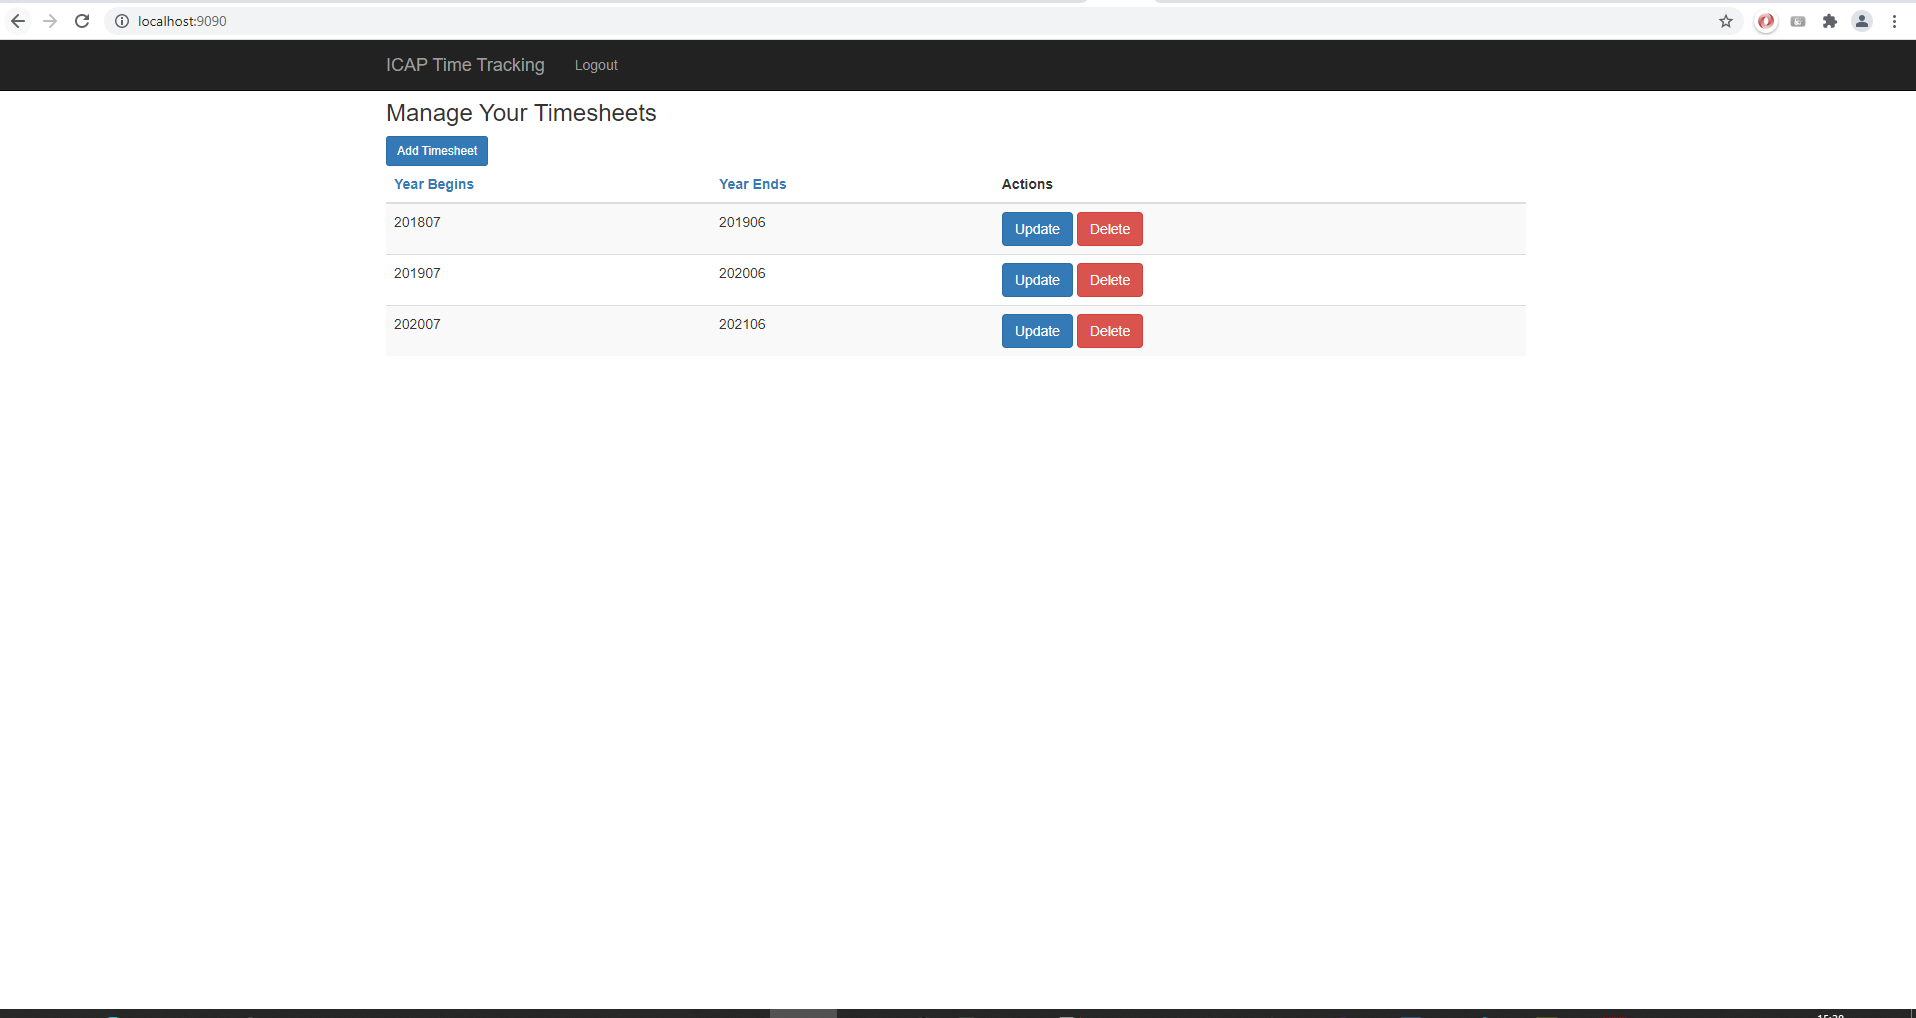 localhost:9090
ICAP Time Tracking Logout
Manage Your Timesheets
Add Timesheet
Year Begins Year Ends Actions
201807 201906 Update Delete
201907 202006 Update Delete
202007 202106 Update Delete